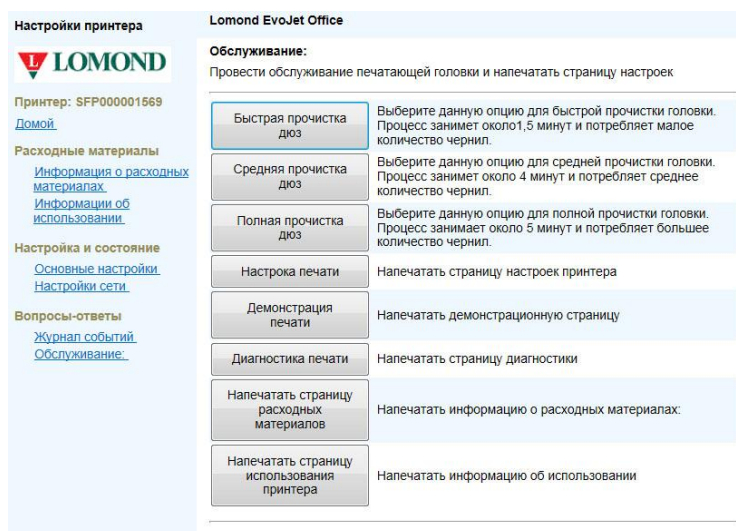 Настройки принтера
LOMOND
Принтер: SFP000001569
Домой
Расходные материалы
Информация о расходных
материалах
Информации об
использовании
Настройка и состояние
Основные настройки
Настройки сети
Вопросы-ответы
Журнал событий
Обслуживание:
Lomond EvoJet Office
Обслуживание:
Провести обслуживание печатающей головки и напечатать страницу настроек
Быстрая прочистка
дюз
Выберите данную опцию для быстрой прочистки головки.
Процесс занимет около1,5 минут и потребляет малое
количество чернил.
Средняя прочистка
дюз
Выберите данную опцию для средней прочистки головки.
Процесс занимет около 4 минут и потребляет среднее
количество чернил.
Полная прочистка
дюз
Выберите данную опцию для полной прочистки головки.
Процесс занимает около 5 минут и потребляет большее
количество чернил.
Настрока печати
Напечатать страницу настроек принтера
Демонстрация
печати
Напечатать демонстрационную страницу
Диагностика печати
Напечатать страницу диагностики
Напечатать страницу
расходных
материалов
Напечатать информацию о расходных материалах:
Напечатать страницу
использования
принтера
Напечатать информацию об использовании